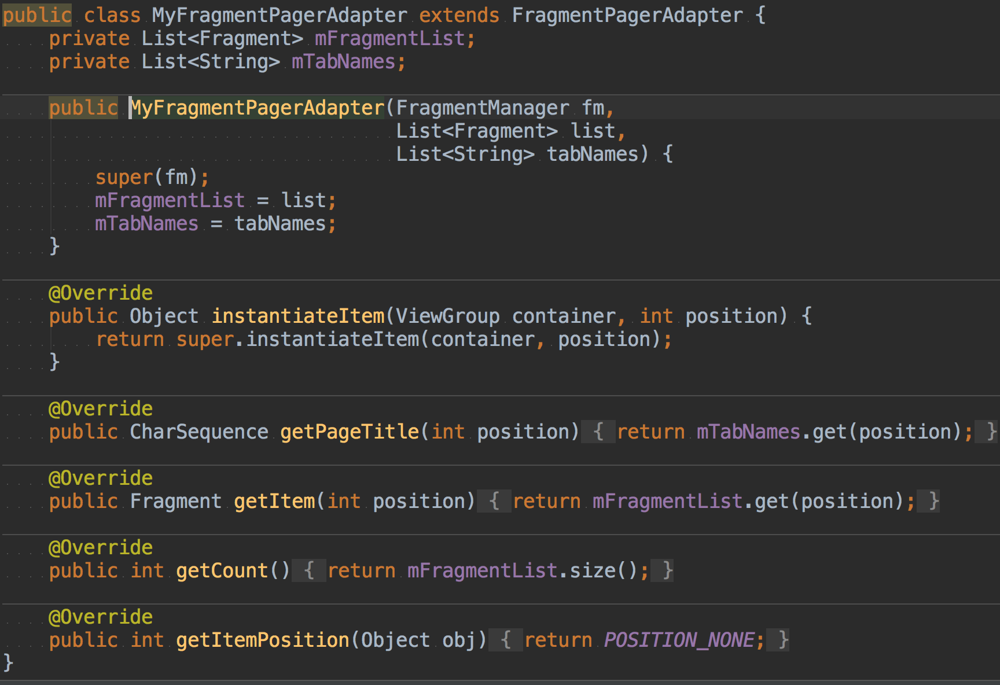 public class MyFragmentPagerAdapter extends FragmentPagerAdapter {
    private List<Fragment> mFragmentList;
    private List<String> mTabNames;

    public MyFragmentPagerAdapter(FragmentManager fm,
                                  List<Fragment> list,
                                  List<String> tabNames) {
        super(fm);
        mFragmentList = list;
        mTabNames = tabNames;
    }

    @Override
    public Object instantiateItem(ViewGroup container, int position) {
        return super.instantiateItem(container, position);
    }

    @Override
    public CharSequence getPageTitle(int position) { return mTabNames.get(position); }

    @Override
    public Fragment getItem(int position) { return mFragmentList.get(position); }

    @Override
    public int getCount() { return mFragmentList.size(); }

    @Override
    public int getItemPosition(Object obj) { return POSITION_NONE; }
}